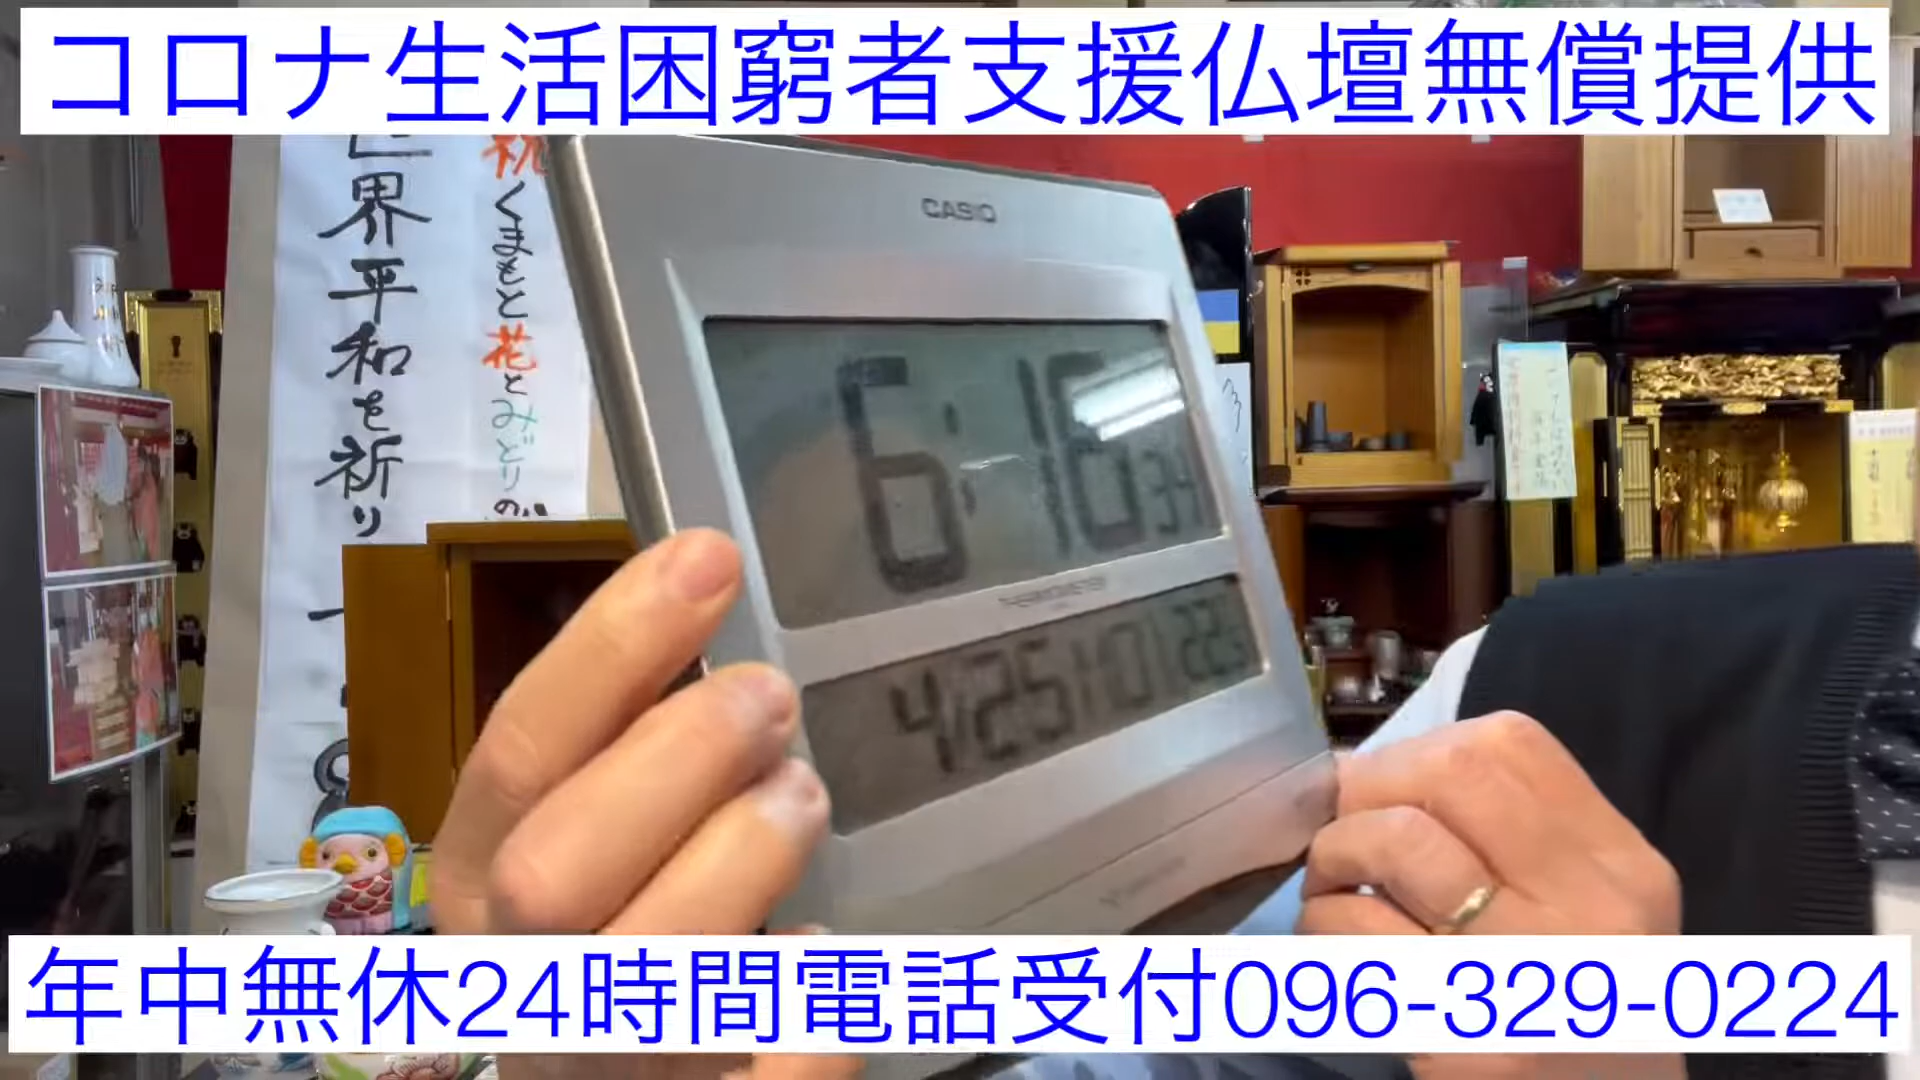 コロナ生活困窮者支援仏壇無償提供
世界平和を祈り
祝くまもと花とみどりの
CASIO
6:16 34
4/25
22.
年中無休24時間電話受付096-329-0224